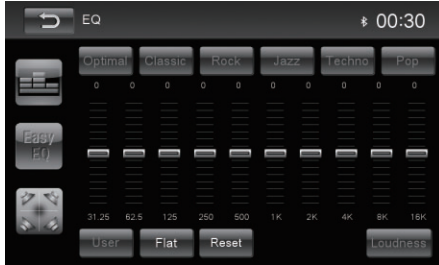 EQ 00:30
Optimal Classic Rock Jazz Techno Pop
0 0 0 0 0 0 0 0 0 0
Easy
EQ
31.25 62.5 125 250 500 1K 2K 4K 8K 16K
User Flat Reset Loudness